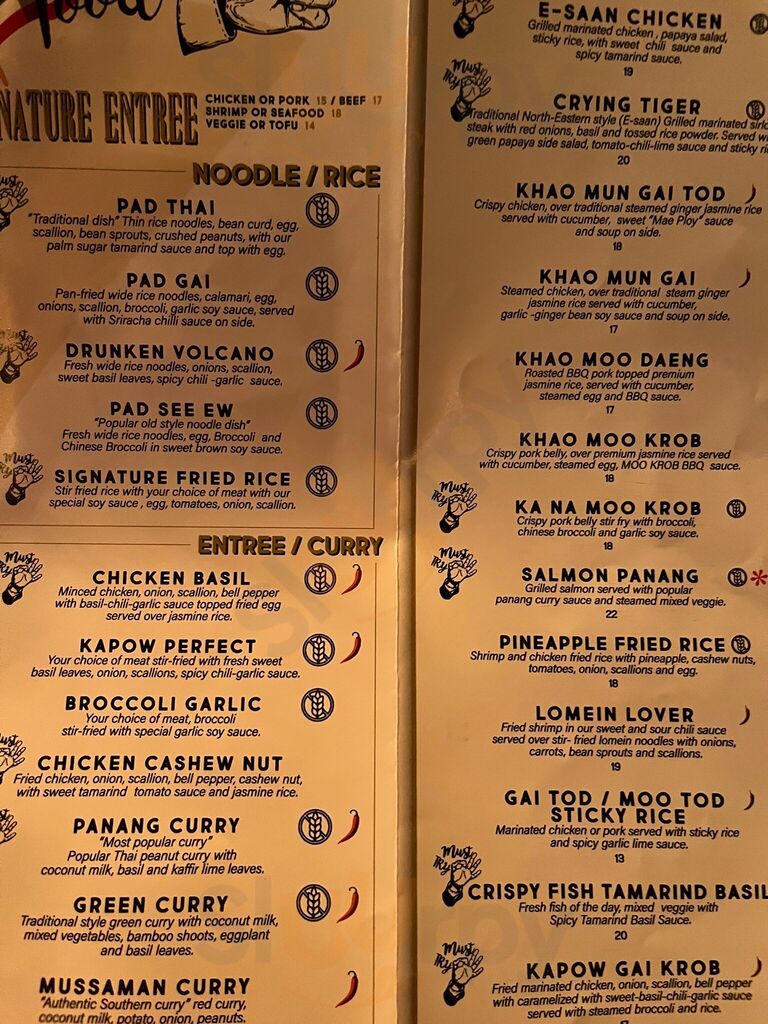 food
NATURE ENTREE
CHICKEN OR PORK 15 / BEEF 17
SHRIMP OR SEAFOOD 18
VEGGIE OR TOFU 14
NOODLE / RICE
Must
PAD THAI
"Traditional dish" Thin rice noodles, bean curd, egg,
scallion, bean sprouts, crushed peanuts, with our
palm sugar tamarind sauce and top with egg.
PAD GAI
Pan-fried wide rice noodles, calamari, egg,
onions, scallion, broccoli, garlic soy sauce, served
with Sriracha chilli sauce on side.
Must
DRUNKEN VOLCANO
Fresh wide rice noodles, onions, scallion,
sweet basil leaves, spicy chili -garlic sauce.
PAD SEE EW
"Popular old style noodle dish"
Fresh wide rice noodles, egg, Broccoli and
Chinese Broccoli in sweet brown soy sauce.
Must Try
SIGNATURE FRIED RICE
Stir fried rice with your choice of meat with our
special soy sauce , egg, tomatoes, onion, scallion.
ENTREE / CURRY
Must Try
CHICKEN BASIL
Minced chicken, onion, scallion, bell pepper
with basil-chili-garlic sauce topped fried egg
served over jasmine rice.
KAPOW PERFECT
Your choice of meat stir-fried with fresh sweet
basil leaves, onion, scallions, spicy chili-garlic sauce.
BROCCOLI GARLIC
Your choice of meat, broccoli
stir-fried with special garlic soy sauce.
Must
CHICKEN CASHEW NUT
Fried chicken, onion, scallion, bell pepper, cashew nut,
with sweet tamarind tomato sauce and jasmine rice.
PANANG CURRY
"Most popular curry"
Popular Thai peanut curry with
coconut milk, basil and kaffir lime leaves.
GREEN CURRY
Traditional style green curry with coconut milk,
mixed vegetables, bamboo shoots, eggplant
and basil leaves.
MUSSAMAN CURRY
"Authentic Southern curry" red curry,
coconut milk, potato, onion, peanuts.
E-SAAN CHICKEN
Grilled marinated chicken , papaya salad,
sticky rice, with sweet chili sauce and
spicy tamarind sauce.
19
Must Try
CRYING TIGER
Traditional North-Eastern style (E-saan) Grilled marinated sirlo
steak with red onions, basil and tossed rice powder. Served w
green papaya side salad, tomato-chili-lime sauce and sticky ri
20
KHAO MUN GAI TOD
Crispy chicken, over traditional steamed ginger jasmine rice
served with cucumber, sweet "Mae Ploy" sauce
and soup on side.
18
KHAO MUN GAI
Steamed chicken, over traditional steam ginger
jasmine rice served with cucumber,
garlic -ginger bean soy sauce and soup on side.
17
KHAO MOO DAENG
Roasted BBQ pork topped premium
jasmine rice, served with cucumber,
steamed egg and BBQ sauce.
17
KHAO MOO KROB
Crispy pork belly, over premium jasmine rice served
with cucumber, steamed egg, MOO KROB BBQ sauce.
18
Must Try
KA NA MOO KROB
Crispy pork belly stir fry with broccoli,
chinese broccoli and garlic soy sauce.
18
Must Try
SALMON PANANG
Grilled salmon served with popular
panang curry sauce and steamed mixed veggie.
22
PINEAPPLE FRIED RICE
Shrimp and chicken fried rice with pineapple, cashew nuts,
tomatoes, onion, scallions and egg.
18
LOMEIN LOVER
Fried shrimp in our sweet and sour chili sauce
served over stir- fried lomein noodles with onions,
carrots, bean sprouts and scallions.
19
GAI TOD / MOO TOD
STICKY RICE
Marinated chicken or pork served with sticky rice
and spicy garlic lime sauce.
13
Must Try
CRISPY FISH TAMARIND BASIL
Fresh fish of the day, mixed veggie with
Spicy Tamarind Basil Sauce.
20
Must Try
KAPOW GAI KROB
Fried marinated chicken, onion, scallion, bell pepper
with caramelized with sweet-basil-chili-garlic sauce
served with steamed broccoli and rice.